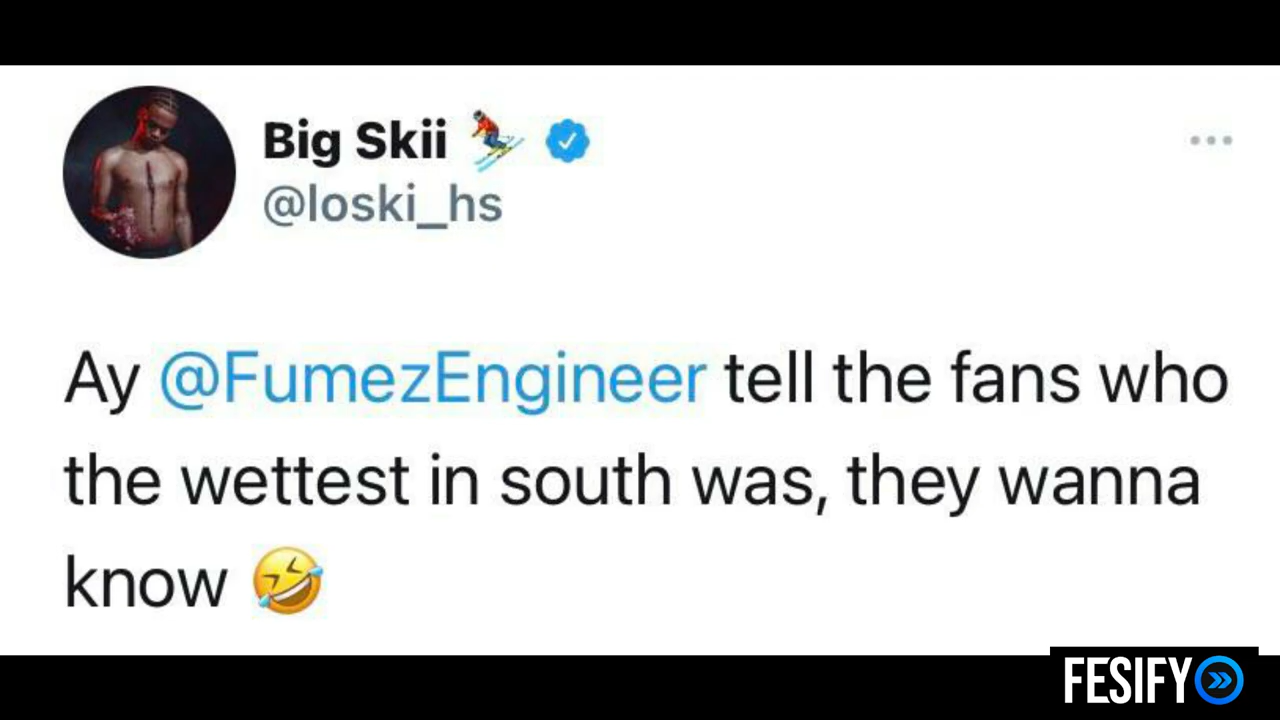 Big Skii ⛷️
@loski_hs
Ay @FumezEngineer tell the fans who
the wettest in south was, they wanna
know 🤣
FESIFY